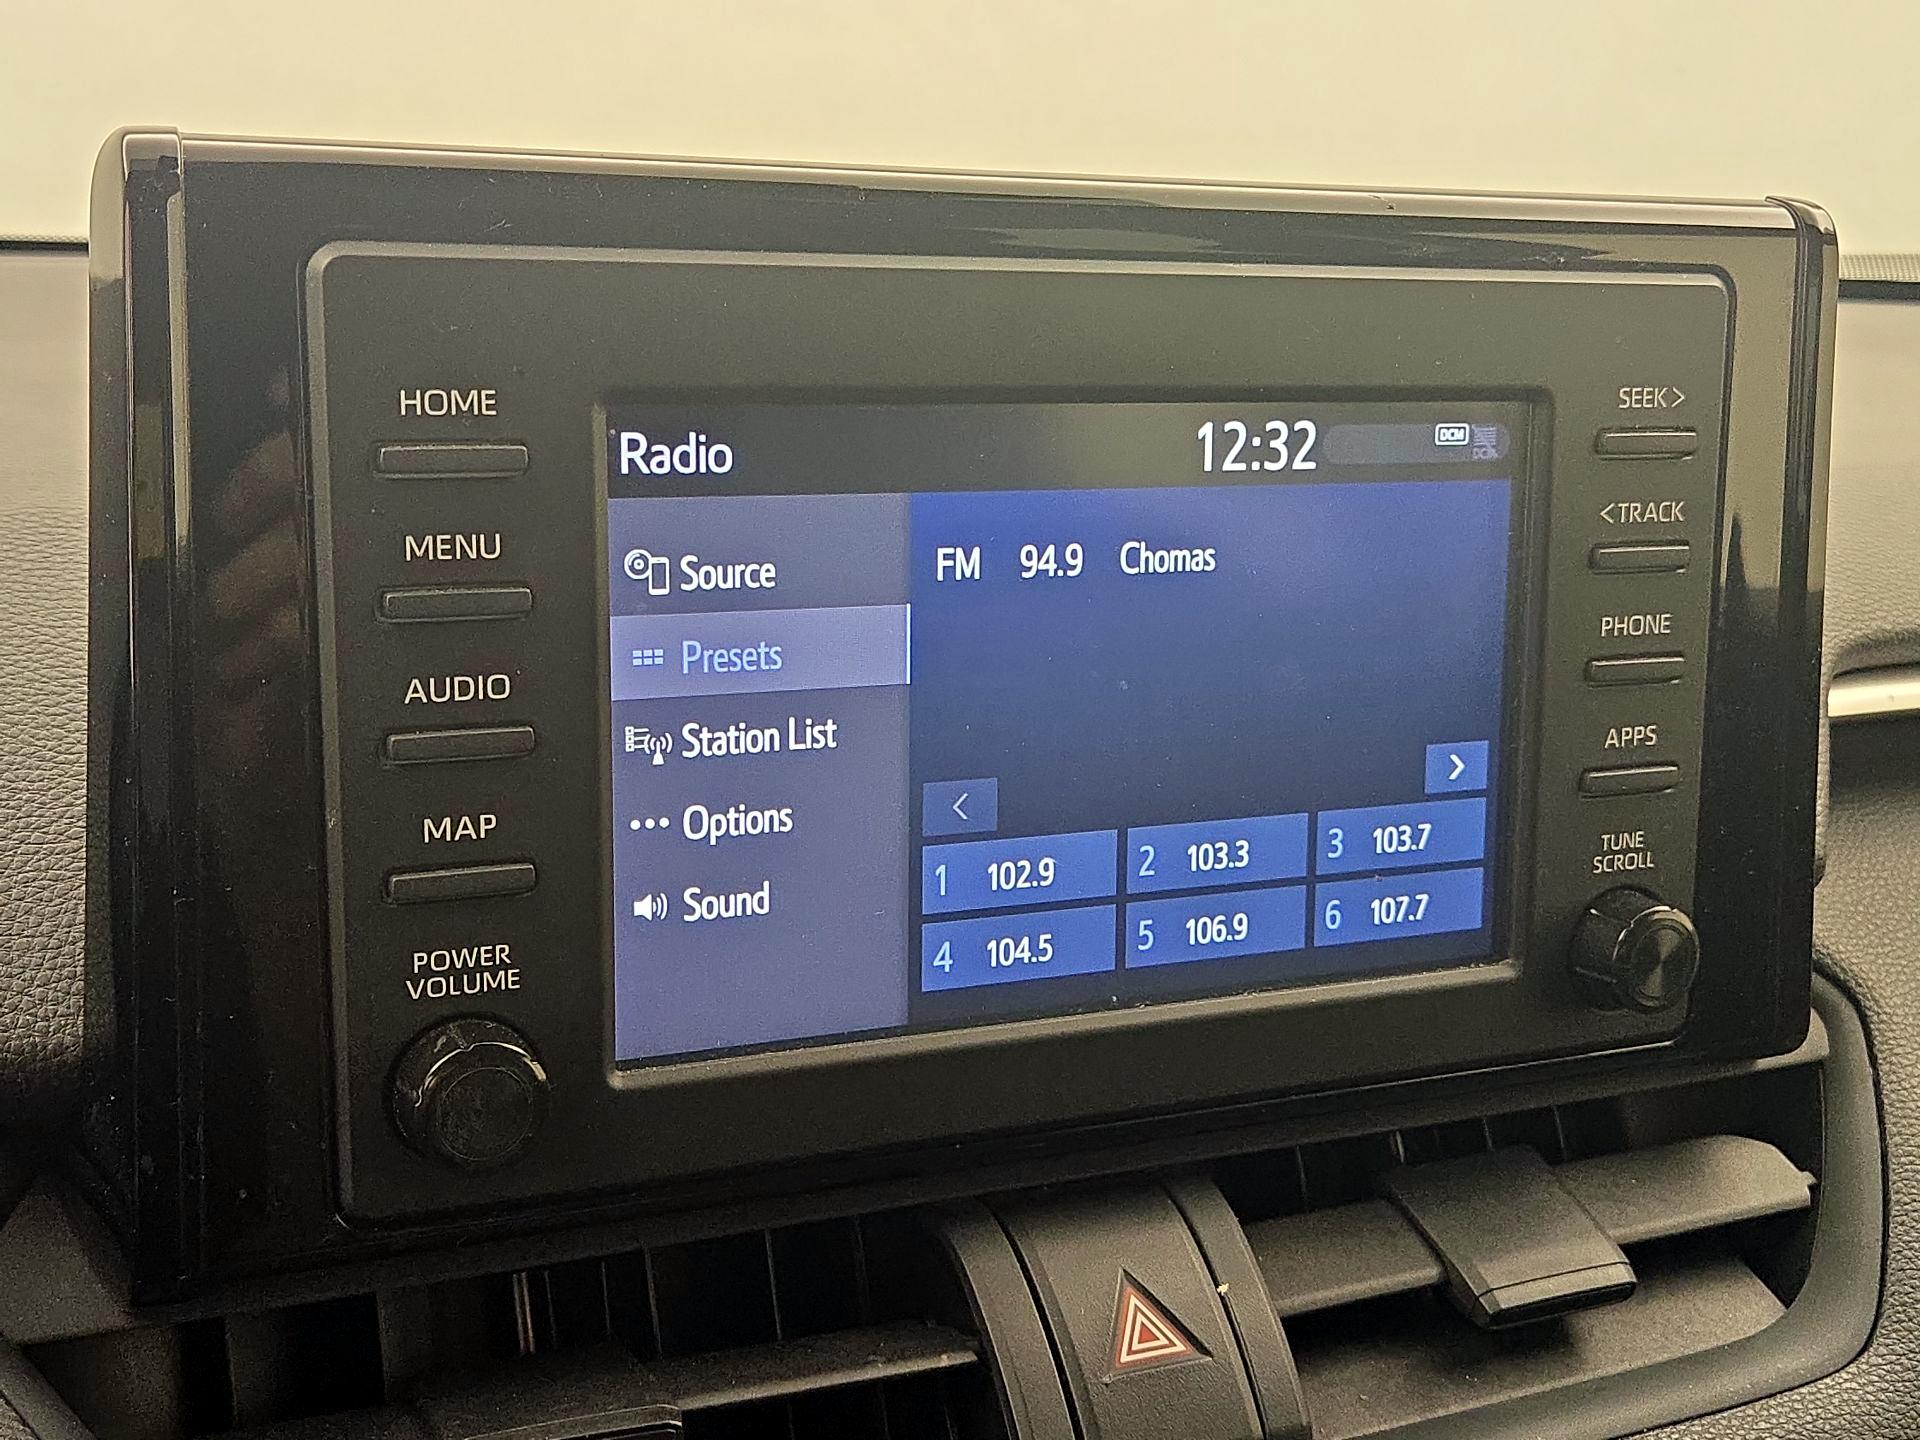 HOME
MENU
AUDIO
MAP
POWER
VOLUME
Radio
12:32
DCM
Source
Presets
Station List
Options
Sound
FM 94.9 Chomas
<
>
1 102.9
2 103.3
3 103.7
4 104.5
5 106.9
6 107.7
SEEK>
<TRACK
PHONE
APPS
TUNE
SCROLL